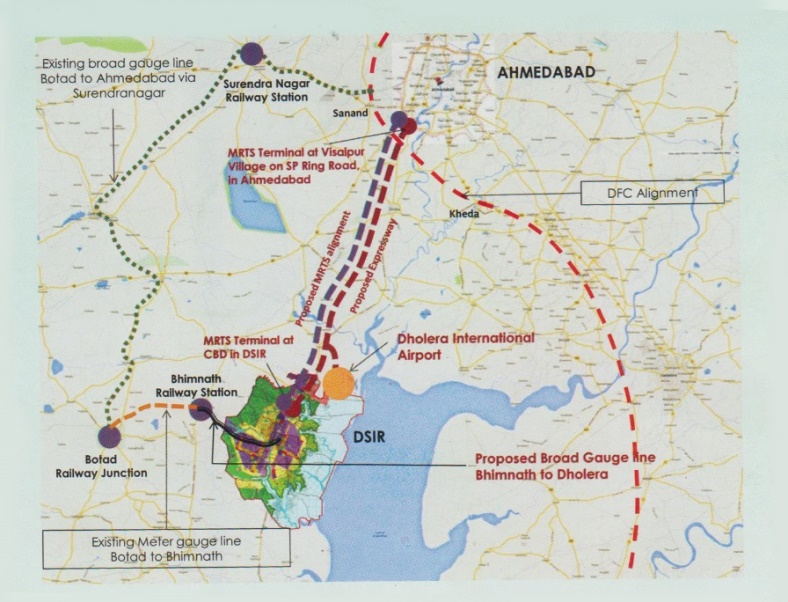 Existing broad gauge line
Botad to Ahmedabad via
Surendranagar
Surendra Nagar
Railway Station
AHMEDABAD
Sanand
MRTS Terminal at Visalpur
Village on SP Ring Road,
in Ahmedabad
DFC Alignment
Kheda
Proposed MRTS alignment
Proposed Expressway
MRTS Terminal at
CBD in DSIR
Dholera International
Airport
Bhimnath
Railway Station
DSIR
Botad
Railway Junction
Proposed Broad Gauge line
Bhimnath to Dholera
Existing Meter gauge line
Botad to Bhimnath